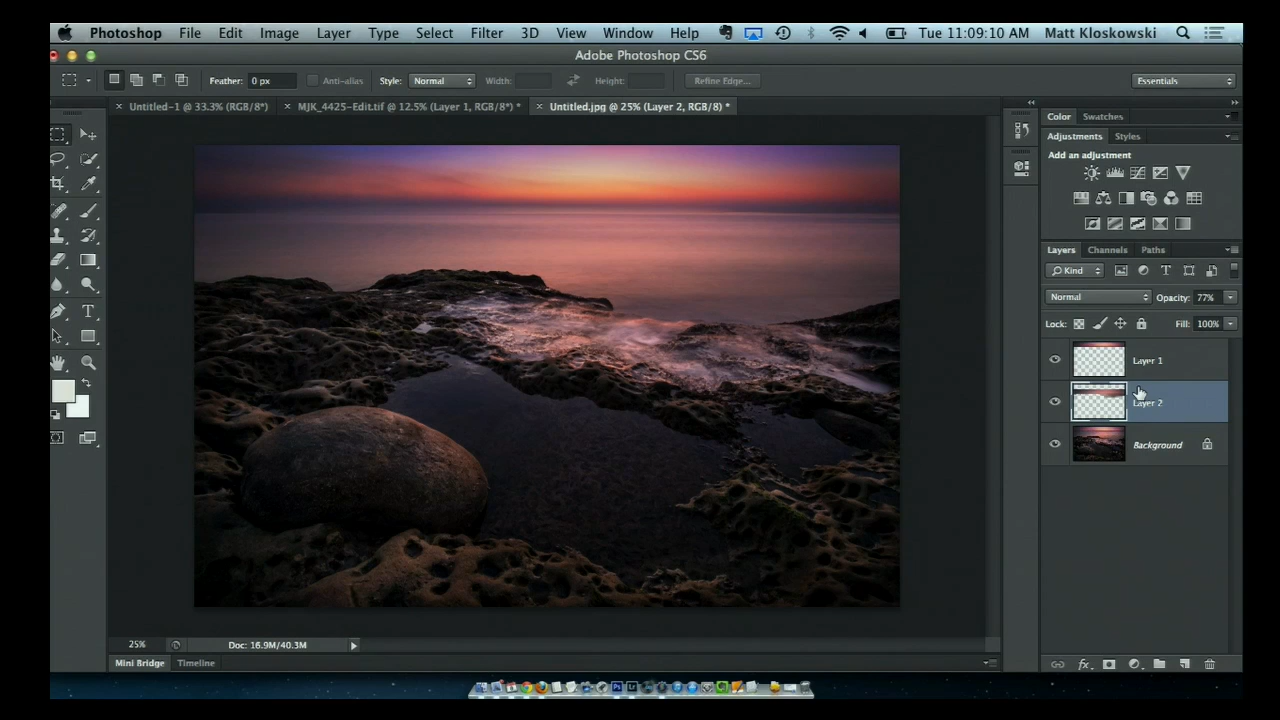 Photoshop File Edit Image Layer Type Select Filter 3D View Window Help Tue 11:09:10 AM Matt Kloskowski
Adobe Photoshop CS6
Feather: 0 px Anti-alias Style: Normal Width: Height: Refine Edge... Essentials
× Untitled-1 @ 33.3% (RGB/8*) × MJK_4425-Edit.tif @ 12.5% (Layer 1, RGB/8*) * × Untitled.jpg @ 25% (Layer 2, RGB/8) *
Color Swatches
Adjustments Styles
Add an adjustment
Layers Channels Paths
Kind
Normal Opacity: 77%
Lock: Fill: 100%
Layer 1
Layer 2
Background
25% Doc: 16.9M/40.3M
Mini Bridge Timeline